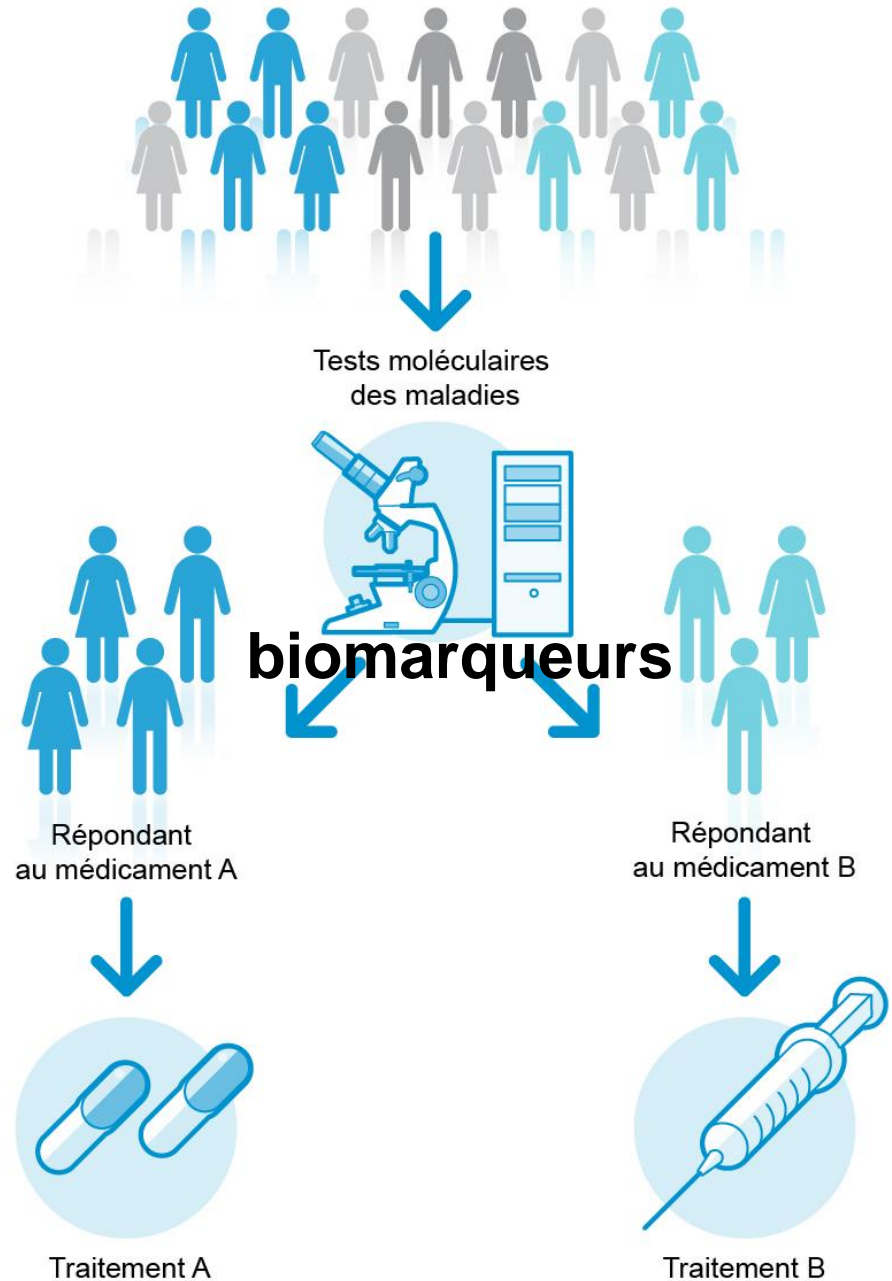 Tests moléculaires
des maladies
biomarqueurs
Répondant
au médicament A
Répondant
au médicament B
Traitement A
Traitement B